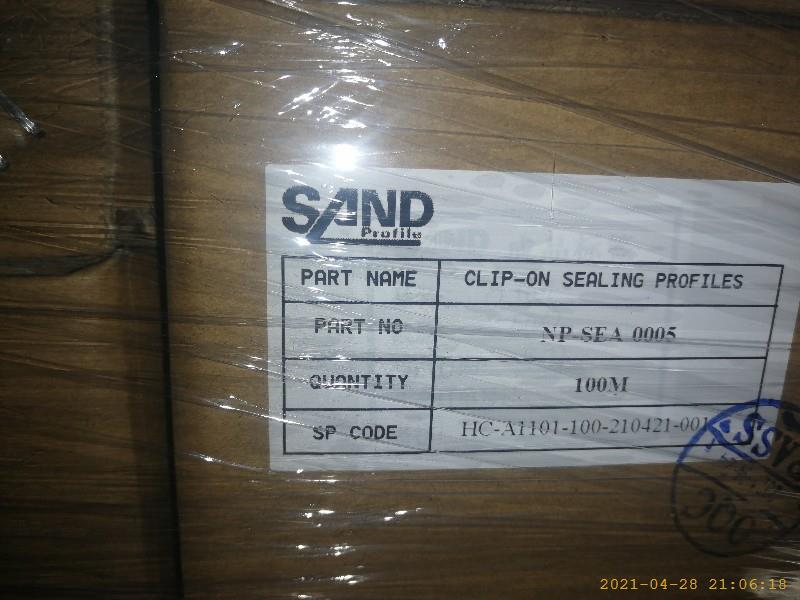 SAND
Profile
PART NAME CLIP-ON SEALING PROFILES
PART NO NP-SEA 0005
QUANTITY 100M
SP CODE HC-A1101-100-210421-001
PASS
2021-04-28 21:06:18